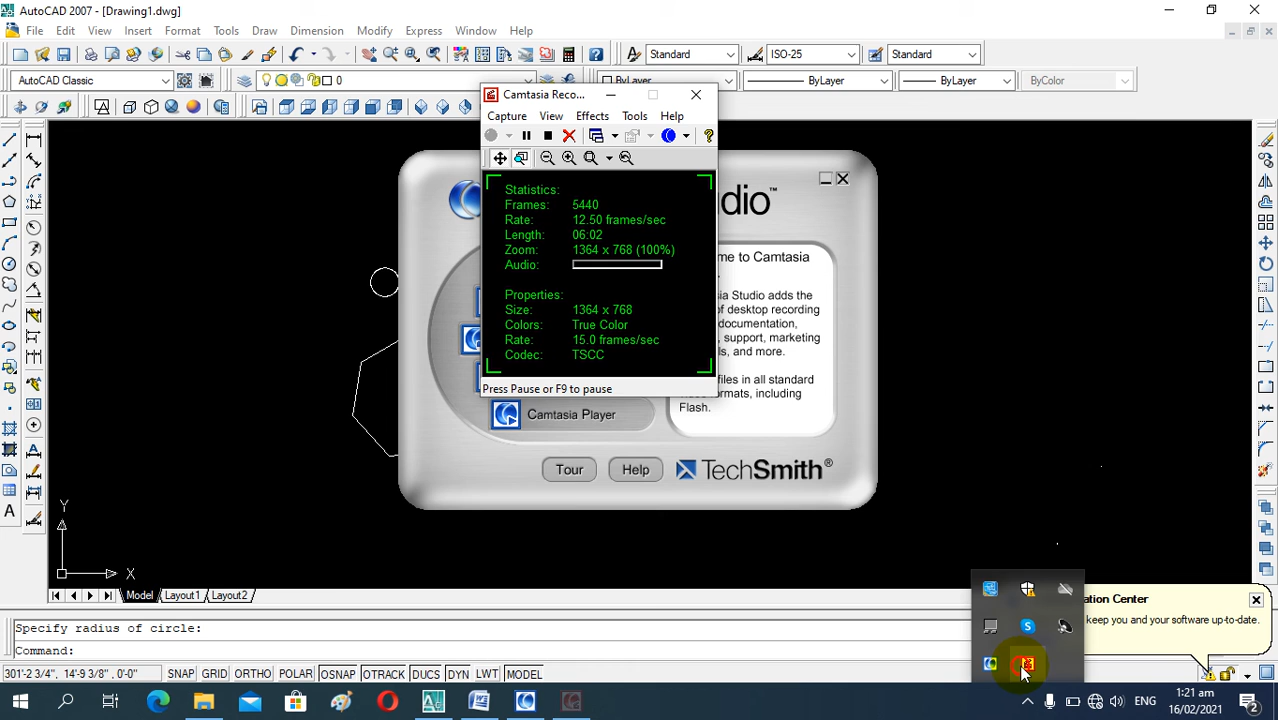 AutoCAD 2007 - [Drawing1.dwg]
File Edit View Insert Format Tools Draw Dimension Modify Express Window Help
Standard ISO-25 Standard
AutoCAD Classic 0 ByLayer ByLayer ByLayer ByColor
Camtasia Reco...
Capture View Effects Tools Help
Statistics:
Frames: 5440
Rate: 12.50 frames/sec
Length: 06:02
Zoom: 1364 x 768 (100%)
Audio:
Properties:
Size: 1364 x 768
Colors: True Color
Rate: 15.0 frames/sec
Codec: TSCC
Press Pause or F9 to pause
udio™
me to Camtasia
sia Studio adds the
of desktop recording
documentation,
support, marketing
ls, and more.
files in all standard
formats, including
Flash.
Camtasia Player
Tour Help TechSmith®
Y
X
Model Layout1 Layout2
ation Center
keep you and your software up-to-date.
Specify radius of circle:
Command:
301'-2 3/4", 14'-9 3/8", 0'-0" SNAP GRID ORTHO POLAR OSNAP OTRACK DUCS DYN LWT MODEL
ENG
1:21 am
16/02/2021
2